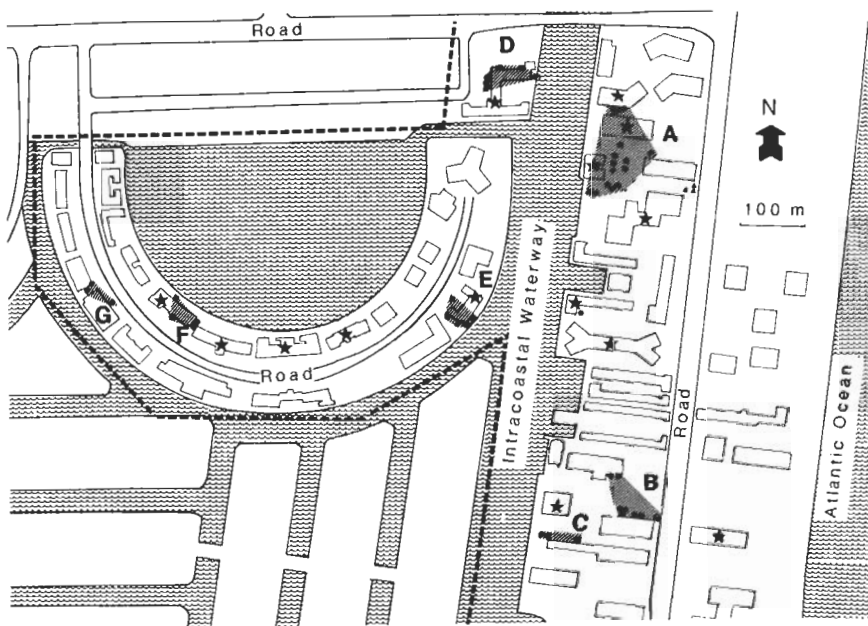 Road
D
N
A
100 m
E
G
F
Road
Intracoastal Waterway
Road
Atlantic Ocean
B
C